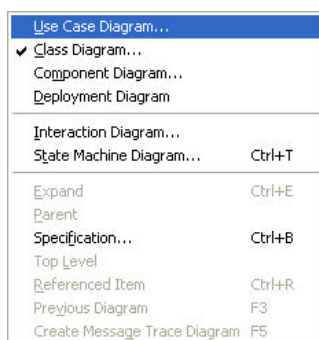 Use Case Diagram...
Class Diagram...
Component Diagram...
Deployment Diagram
Interaction Diagram...
State Machine Diagram... Ctrl+T
Expand Ctrl+E
Parent
Specification... Ctrl+B
Top Level
Referenced Item Ctrl+R
Previous Diagram F3
Create Message Trace Diagram F5